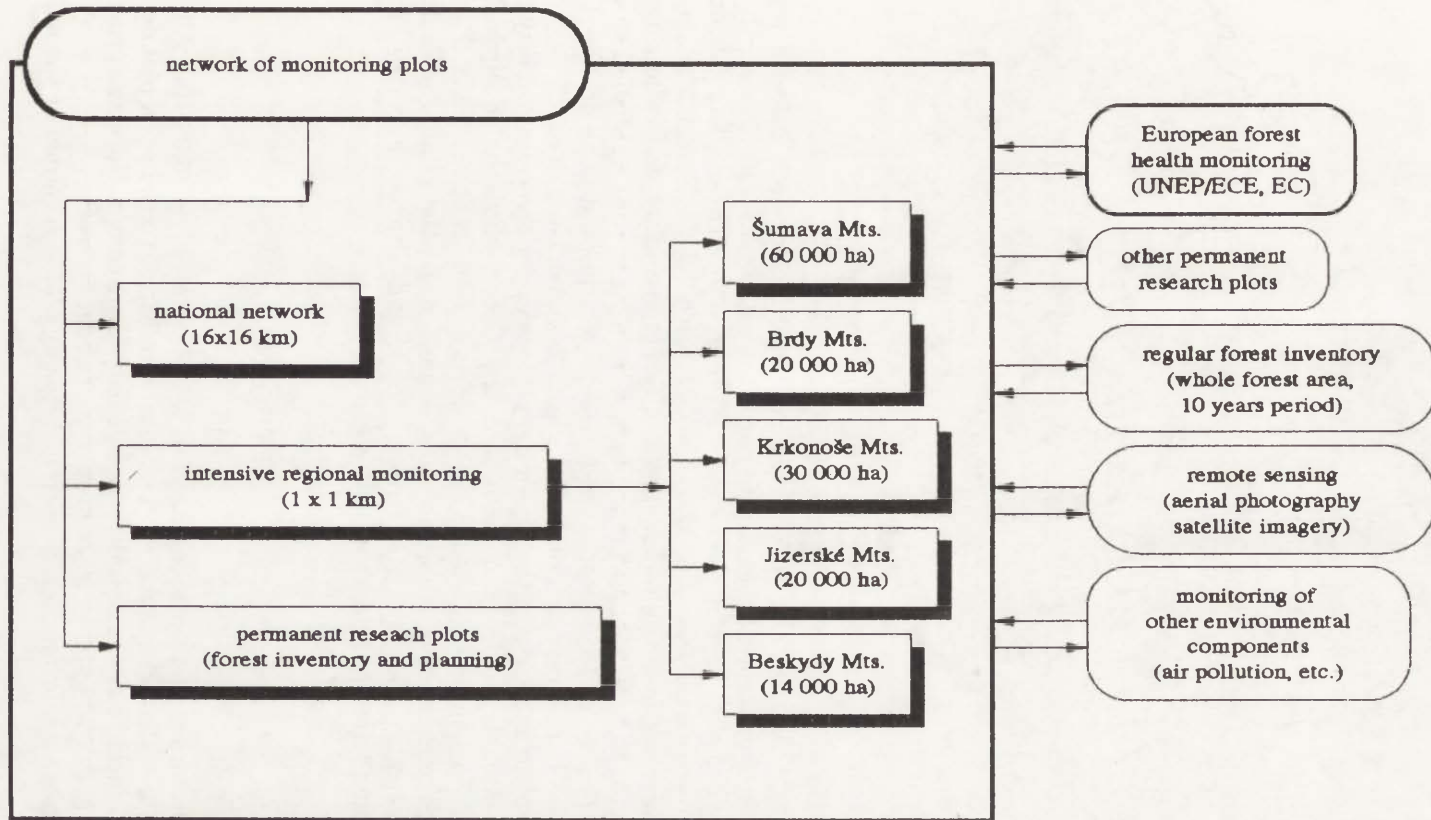 network of monitoring plots
national network
(16x16 km)
intensive regional monitoring
(1 x 1 km)
permanent reseach plots
(forest inventory and planning)
Šumava Mts.
(60 000 ha)
Brdy Mts.
(20 000 ha)
Krkonoše Mts.
(30 000 ha)
Jizerské Mts.
(20 000 ha)
Beskydy Mts.
(14 000 ha)
European forest
health monitoring
(UNEP/ECE, EC)
other permanent
research plots
regular forest inventory
(whole forest area,
10 years period)
remote sensing
(aerial photography
satellite imagery)
monitoring of
other environmental
components
(air pollution, etc.)